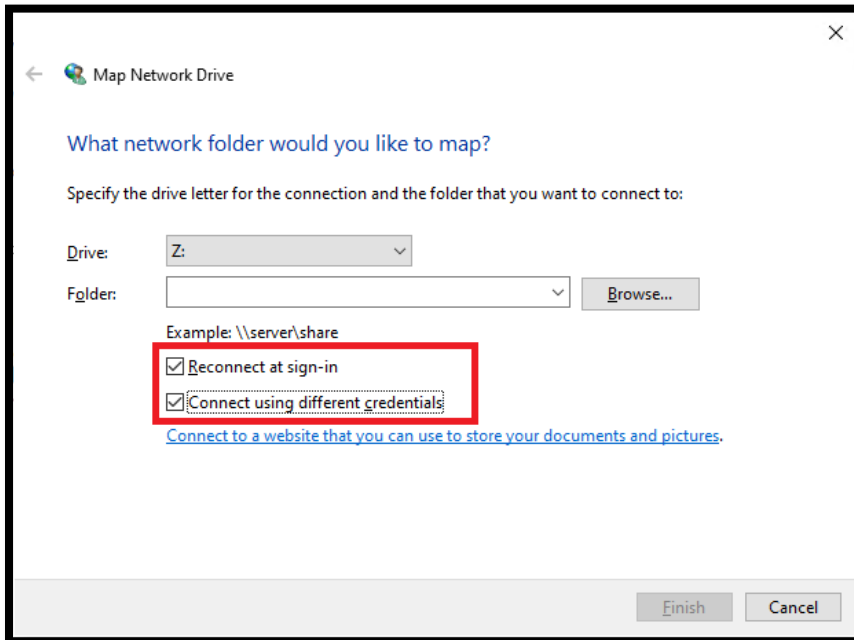 Map Network Drive
What network folder would you like to map?
Specify the drive letter for the connection and the folder that you want to connect to:
Drive: Z:
Folder: Browse...
Example: \\server\share
Reconnect at sign-in
Connect using different credentials
Connect to a website that you can use to store your documents and pictures.
Finish Cancel